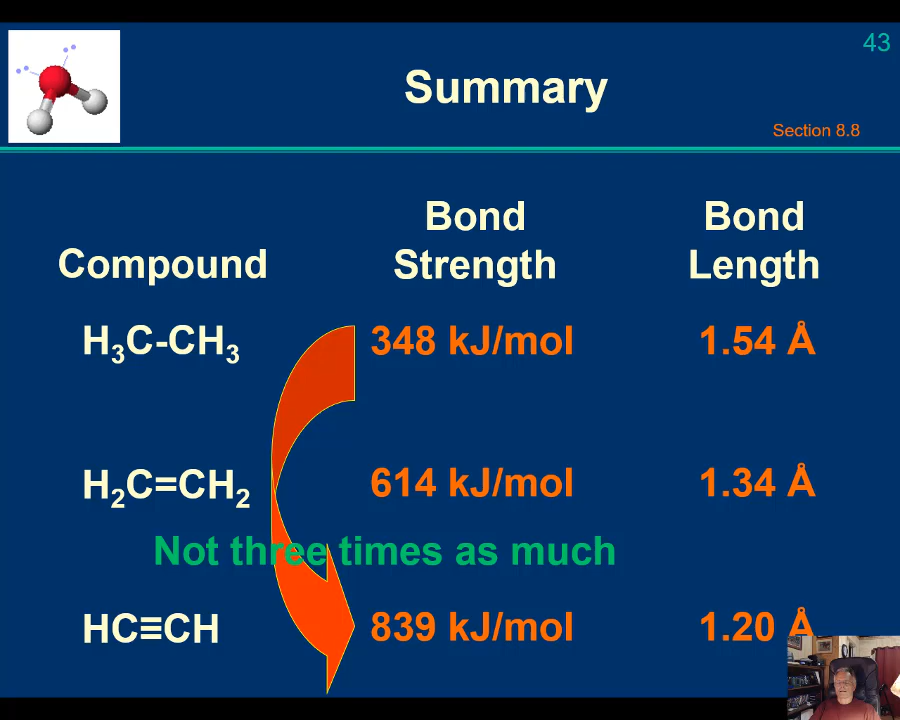 43
Summary
Section 8.8
Compound Bond Strength Bond Length
H₃C-CH₃ 348 kJ/mol 1.54 Å
H₂C=CH₂ 614 kJ/mol 1.34 Å
Not three times as much
HC≡CH 839 kJ/mol 1.20 Å